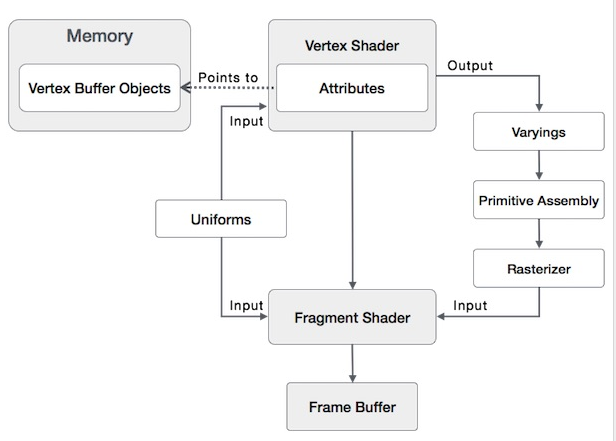 Memory
Vertex Buffer Objects
Points to
Vertex Shader
Attributes
Output
Input
Varyings
Uniforms
Primitive Assembly
Rasterizer
Input
Fragment Shader
Input
Frame Buffer